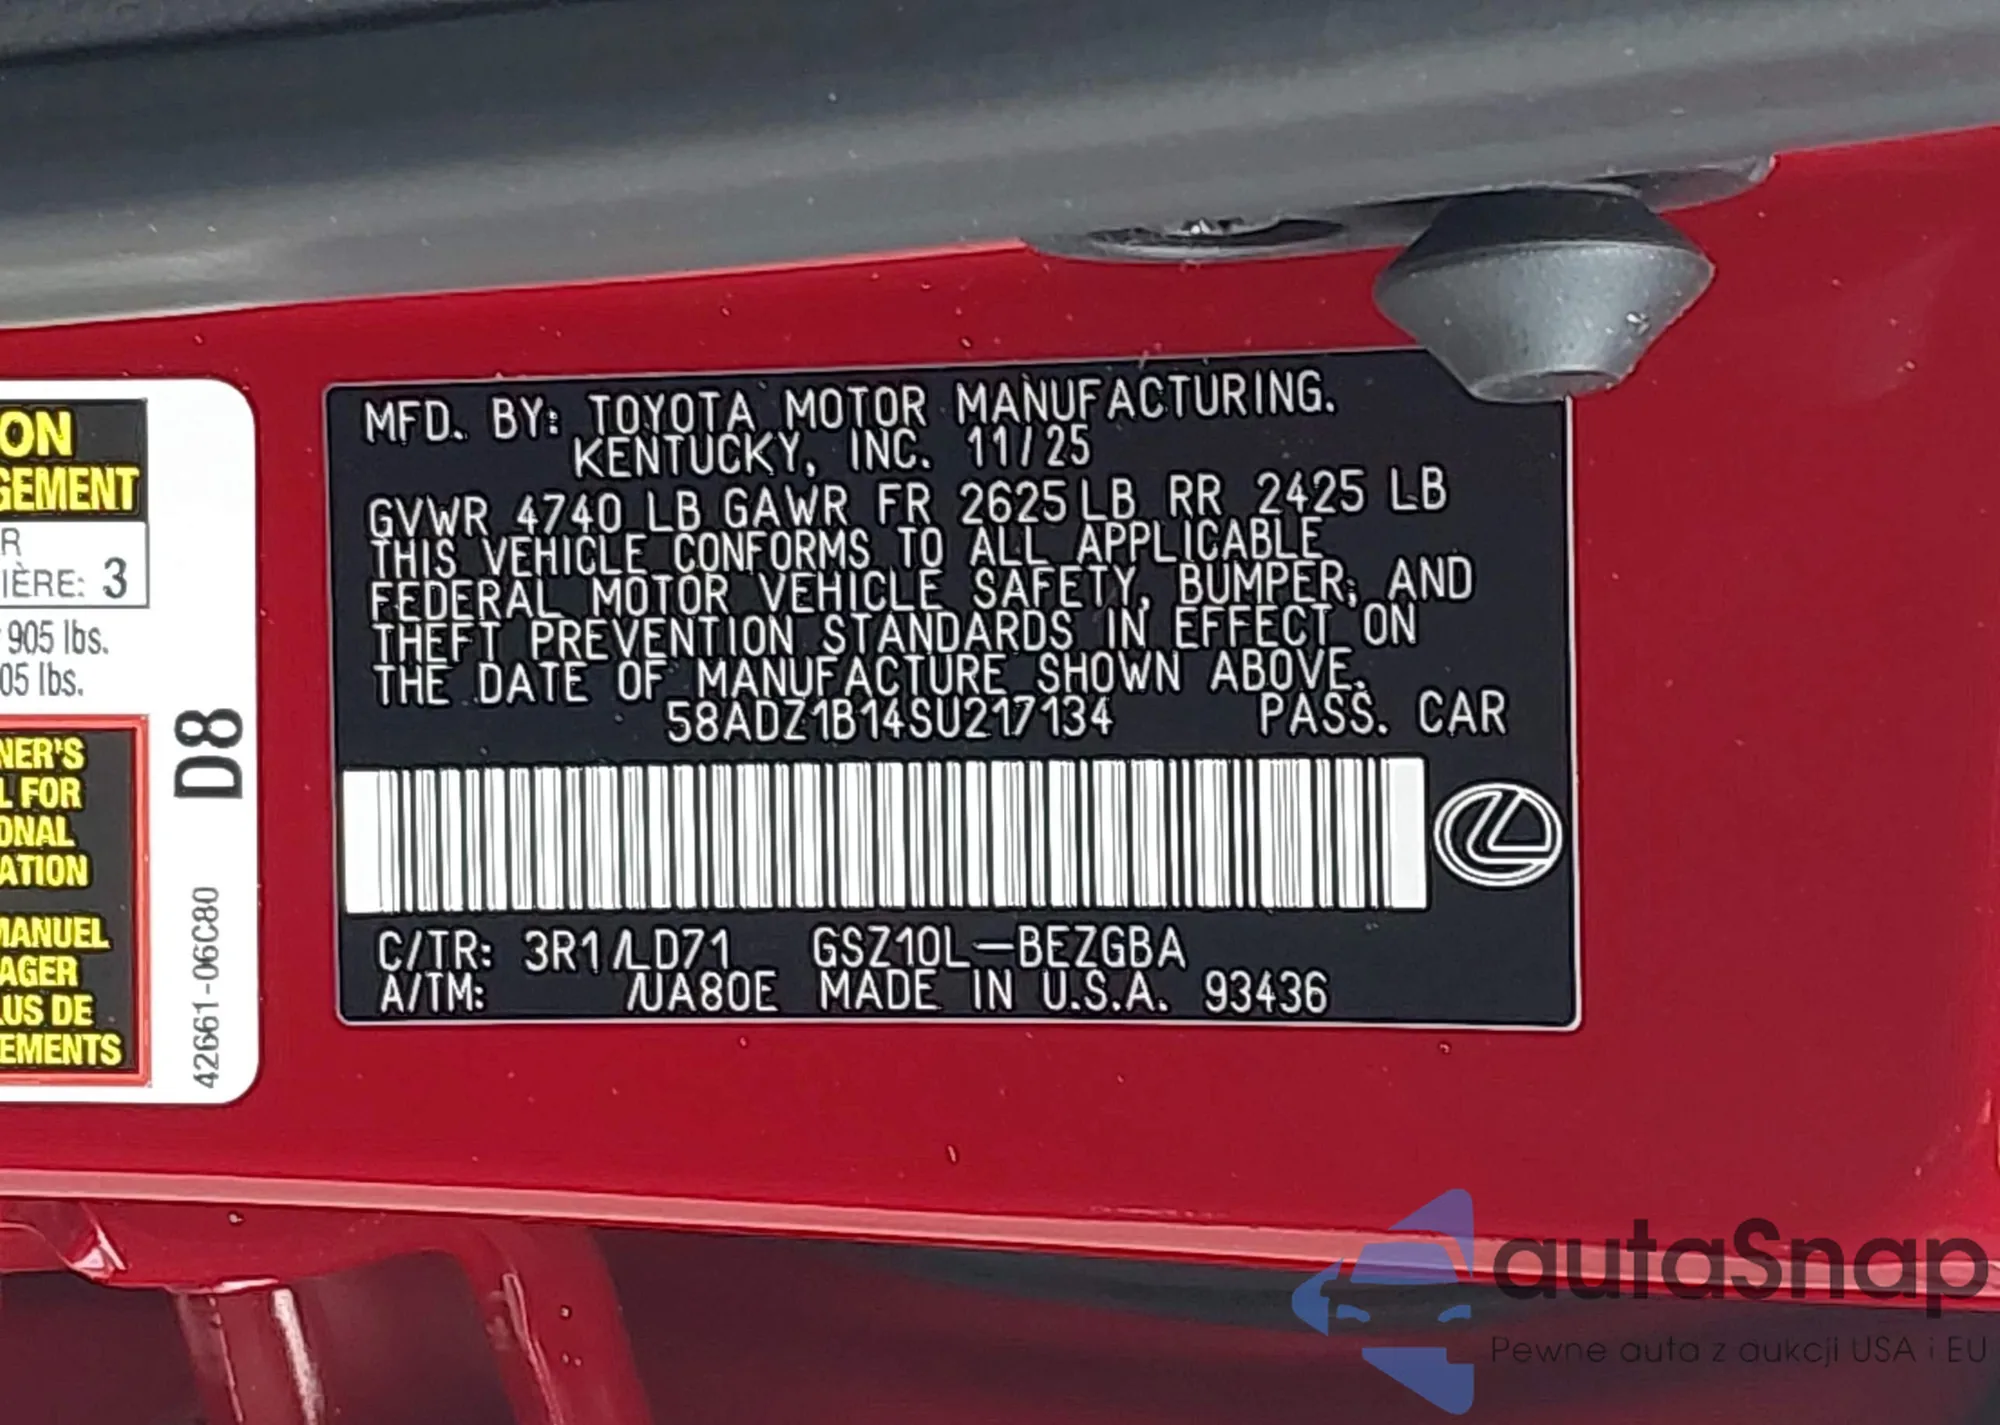 ON
GEMENT
R
IÈRE: 3
905 lbs.
05 lbs.
NER'S
L FOR
ONAL
ATION
MANUEL
AGER
LUS DE
EMENTS
D8
42661-06C80
MFD. BY: TOYOTA MOTOR MANUFACTURING.
KENTUCKY, INC. 11/25
GVWR 4740 LB GAWR FR 2625 LB RR 2425 LB
THIS VEHICLE CONFORMS TO ALL APPLICABLE
FEDERAL MOTOR VEHICLE SAFETY, BUMPER, AND
THEFT PREVENTION STANDARDS IN EFFECT ON
THE DATE OF MANUFACTURE SHOWN ABOVE.
58ADZ1B14SU217134 PASS. CAR
C/TR: 3R1/LD71 GSZ10L-BEZGBA
A/TM: /UA80E MADE IN U.S.A. 93436
autaSnap
Pewne auta z aukcji USA i EU